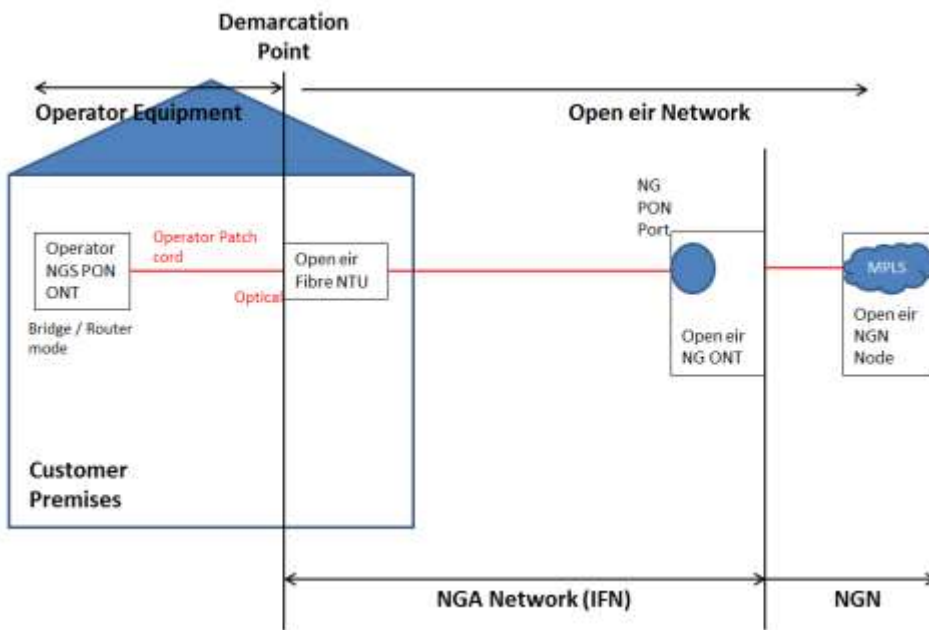 Demarcation
Point
Operator Equipment
Open eir Network
NG
PON
Port
Operator
NGS PON
ONT
Operator Patch
cord
Optical
Open eir
Fibre NTU
MPLS
Bridge / Router
mode
Open eir
NG ONT
Open eir
NGN
Node
Customer
Premises
NGA Network (IFN)
NGN